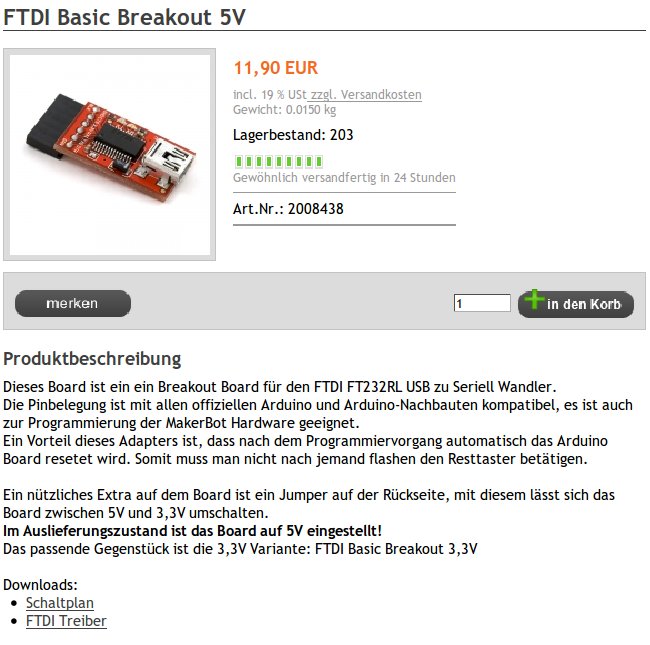 FTDI Basic Breakout 5V
11,90 EUR
incl. 19 % USt zzgl. Versandkosten
Gewicht: 0.0150 kg
Lagerbestand: 203
Gewöhnlich versandfertig in 24 Stunden
Art.Nr.: 2008438
merken
1
in den Korb
Produktbeschreibung
Dieses Board ist ein ein Breakout Board für den FTDI FT232RL USB zu Seriell Wandler.
Die Pinbelegung ist mit allen offiziellen Arduino und Arduino-Nachbauten kompatibel, es ist auch
zur Programmierung der MakerBot Hardware geeignet.
Ein Vorteil dieses Adapters ist, dass nach dem Programmiervorgang automatisch das Arduino
Board resetet wird. Somit muss man nicht nach jemand flashen den Resttaster betätigen.
Ein nützliches Extra auf dem Board ist ein Jumper auf der Rückseite, mit diesem lässt sich das
Board zwischen 5V und 3,3V umschalten.
Im Auslieferungszustand ist das Board auf 5V eingestellt!
Das passende Gegenstück ist die 3,3V Variante: FTDI Basic Breakout 3,3V
Downloads:
Schaltplan
FTDI Treiber